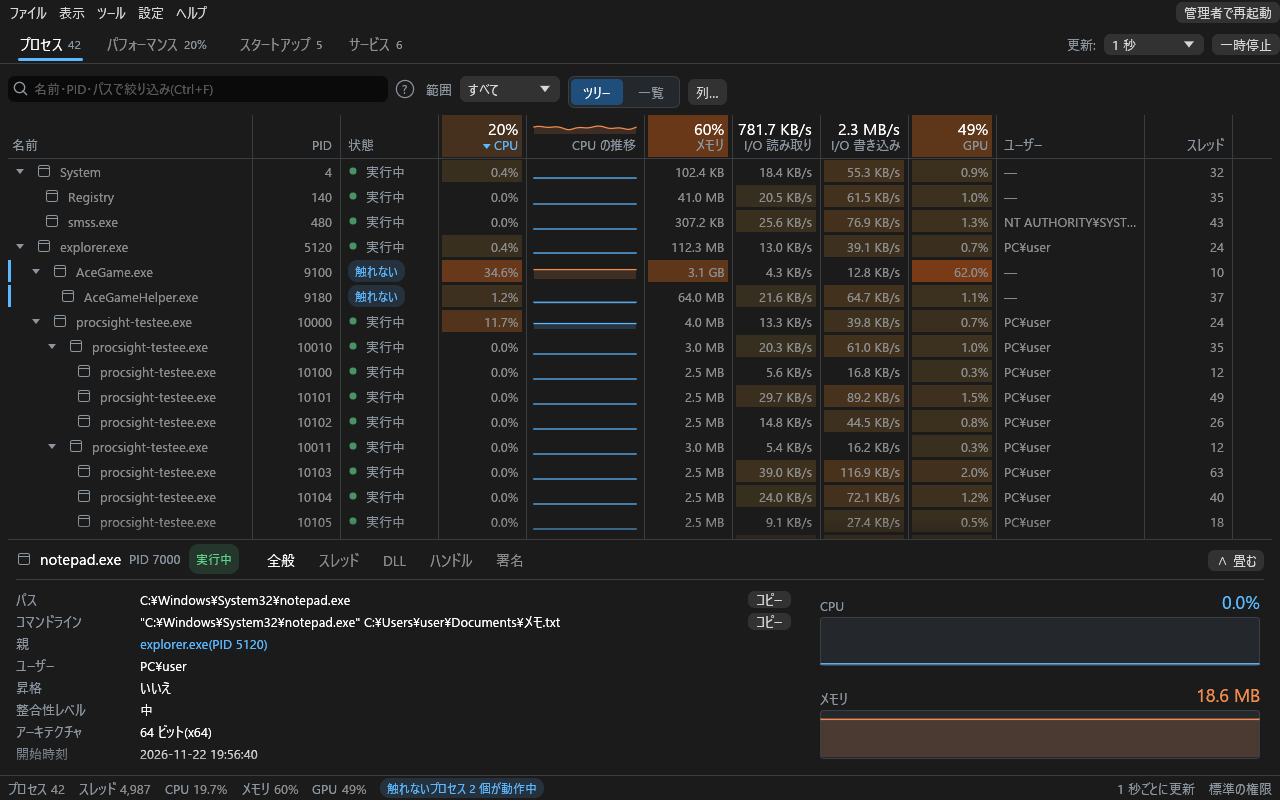 ファイル 表示 ツール 設定 ヘルプ 管理者で再起動
プロセス 42 パフォーマンス 20% スタートアップ 5 サービス 6 更新: 1 秒 一時停止
名前・PID・パスで絞り込み(Ctrl+F) ? 範囲 すべて ツリー 一覧 列...
20% 60% 781.7 KB/s 2.3 MB/s 49%
名前 PID 状態 CPU CPU の推移 メモリ I/O 読み取り I/O 書き込み GPU ユーザー スレッド
System 4 実行中 0.4% 102.4 KB 18.4 KB/s 55.3 KB/s 0.9% — 32
Registry 140 実行中 0.0% 41.0 MB 20.5 KB/s 61.5 KB/s 1.0% — 35
smss.exe 480 実行中 0.0% 307.2 KB 25.6 KB/s 76.9 KB/s 1.3% NT AUTHORITY¥SYST... 43
explorer.exe 5120 実行中 0.4% 112.3 MB 13.0 KB/s 39.1 KB/s 0.7% PC¥user 24
AceGame.exe 9100 触れない 34.6% 3.1 GB 4.3 KB/s 12.8 KB/s 62.0% — 10
AceGameHelper.exe 9180 触れない 1.2% 64.0 MB 21.6 KB/s 64.7 KB/s 1.1% — 37
procsight-testee.exe 10000 実行中 11.7% 4.0 MB 13.3 KB/s 39.8 KB/s 0.7% PC¥user 24
procsight-testee.exe 10010 実行中 0.0% 3.0 MB 20.3 KB/s 61.0 KB/s 1.0% PC¥user 35
procsight-testee.exe 10100 実行中 0.0% 2.5 MB 5.6 KB/s 16.8 KB/s 0.3% PC¥user 12
procsight-testee.exe 10101 実行中 0.0% 2.5 MB 29.7 KB/s 89.2 KB/s 1.5% PC¥user 49
procsight-testee.exe 10102 実行中 0.0% 2.5 MB 14.8 KB/s 44.5 KB/s 0.8% PC¥user 26
procsight-testee.exe 10011 実行中 0.0% 3.0 MB 5.4 KB/s 16.2 KB/s 0.3% PC¥user 12
procsight-testee.exe 10103 実行中 0.0% 2.5 MB 39.0 KB/s 116.9 KB/s 2.0% PC¥user 63
procsight-testee.exe 10104 実行中 0.0% 2.5 MB 24.0 KB/s 72.1 KB/s 1.2% PC¥user 40
procsight-testee.exe 10105 実行中 0.0% 2.5 MB 9.1 KB/s 27.4 KB/s 0.5% PC¥user 18
notepad.exe PID 7000 実行中 全般 スレッド DLL ハンドル 署名 ∧ 畳む
パス C:¥Windows¥System32¥notepad.exe コピー
コマンドライン "C:¥Windows¥System32¥notepad.exe" C:¥Users¥user¥Documents¥メモ.txt コピー
親 explorer.exe(PID 5120)
ユーザー PC¥user
昇格 いいえ
整合性レベル 中
アーキテクチャ 64 ビット(x64)
開始時刻 2026-11-22 19:56:40
CPU 0.0%
メモリ 18.6 MB
プロセス 42 スレッド 4,987 CPU 19.7% メモリ 60% GPU 49% 触れないプロセス 2 個が動作中 1 秒ごとに更新 標準の権限